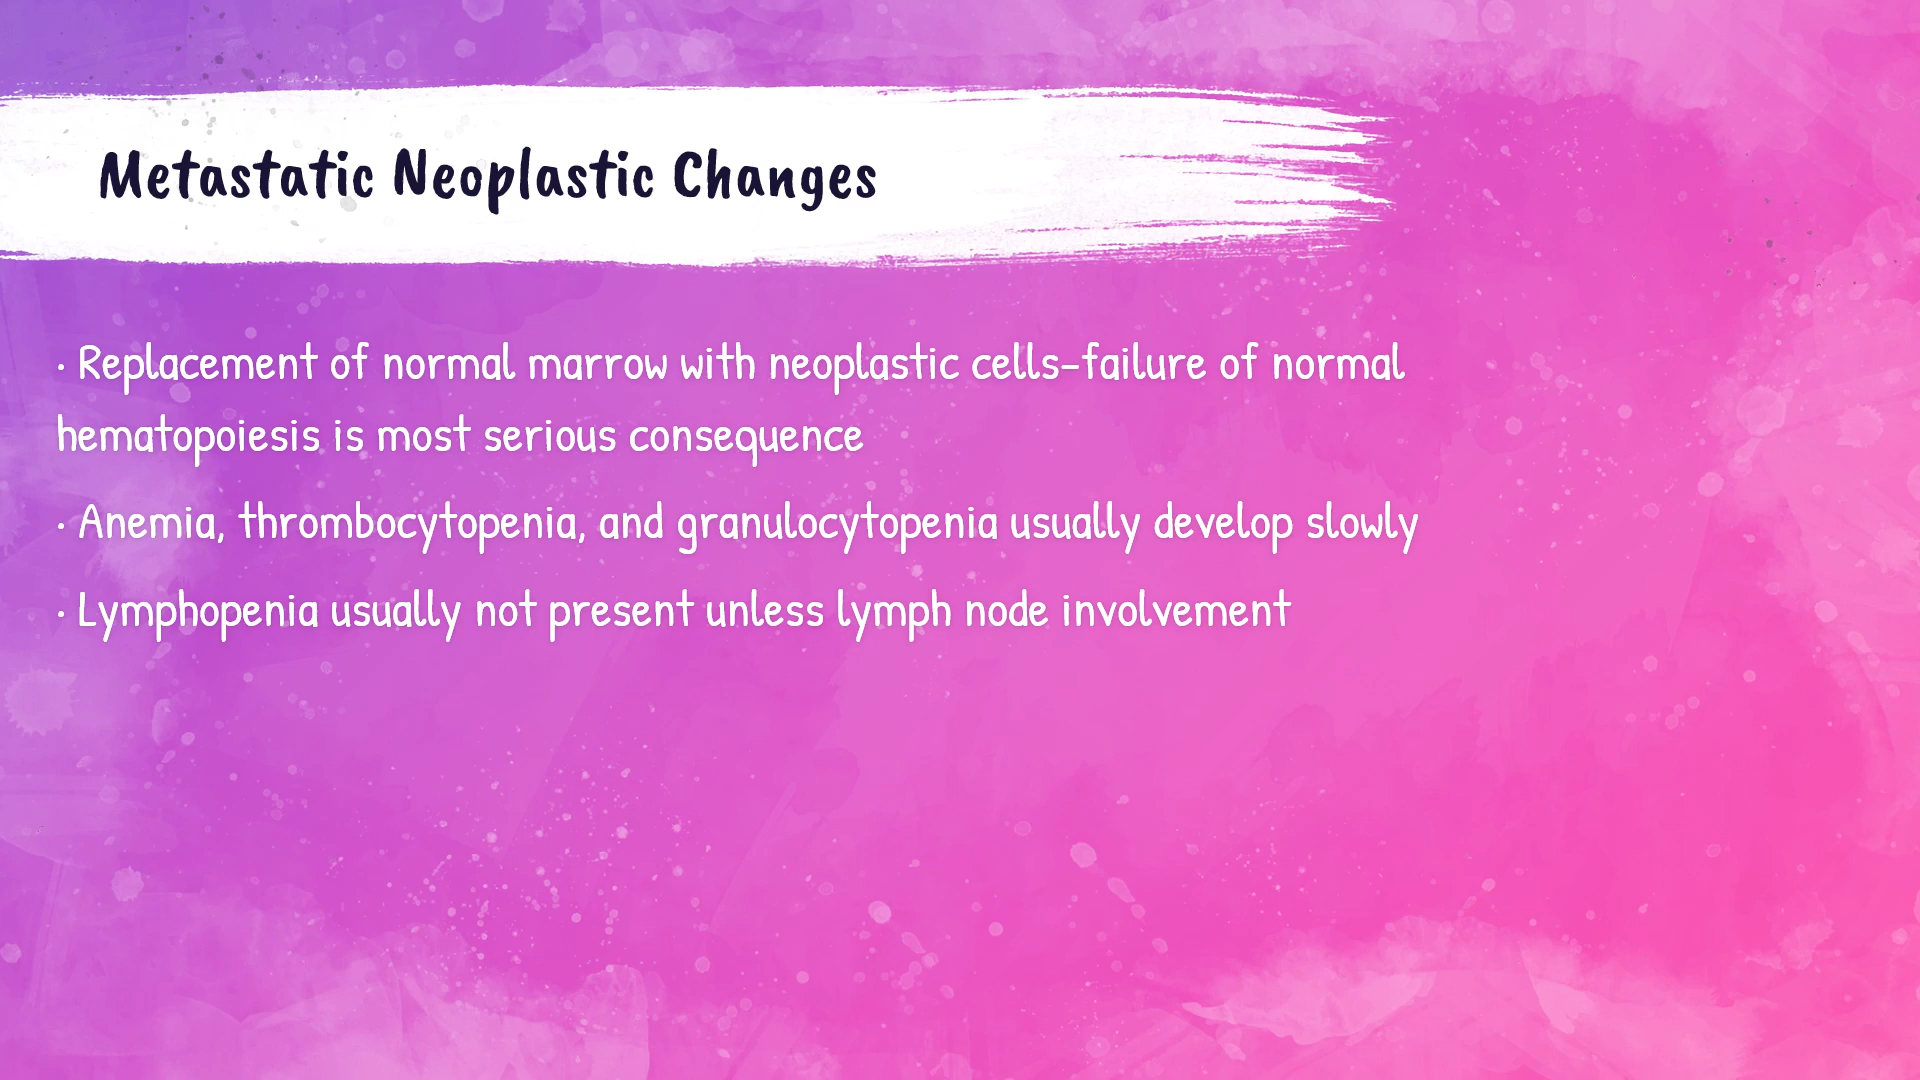 Metastatic Neoplastic Changes
• Replacement of normal marrow with neoplastic cells–failure of normal
hematopoiesis is most serious consequence
• Anemia, thrombocytopenia, and granulocytopenia usually develop slowly
• Lymphopenia usually not present unless lymph node involvement